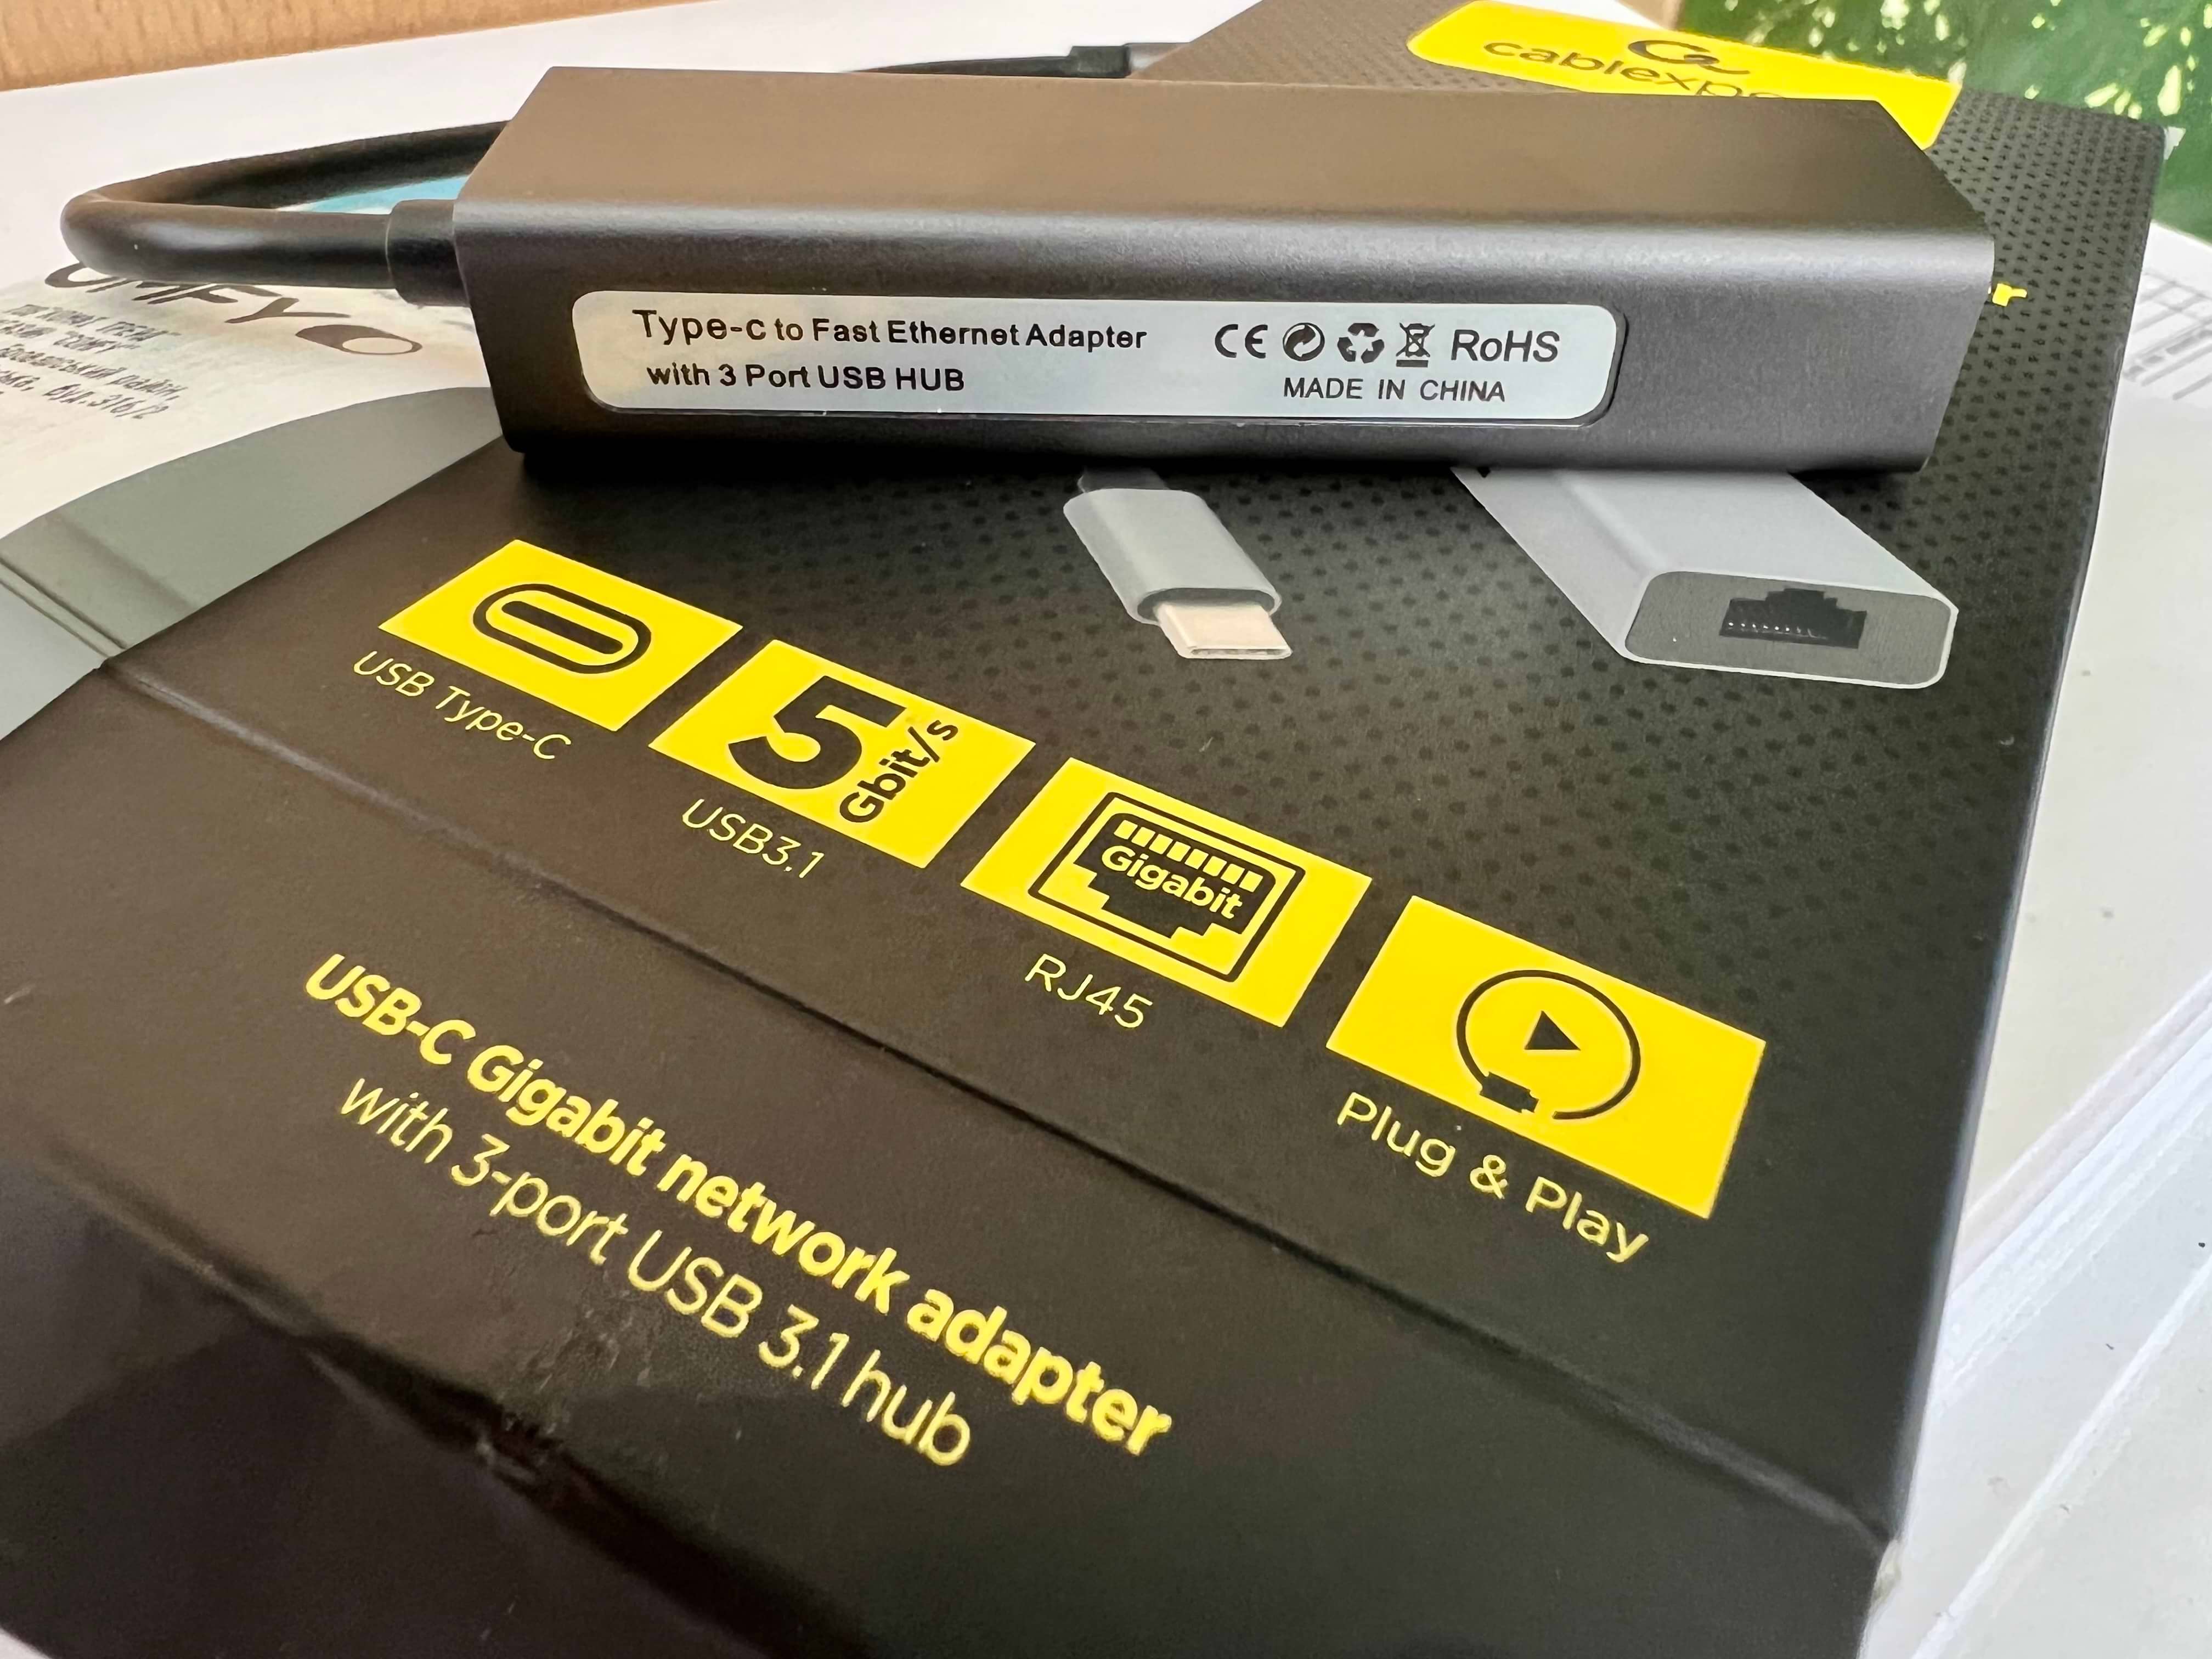 Type-c to Fast Ethernet Adapter
with 3 Port USB HUB
CE RoHS
MADE IN CHINA
USB Type-C
5 Gbit/s
USB3.1
Gigabit
RJ45
Plug & Play
USB-C Gigabit network adapter
with 3-port USB 3.1 hub